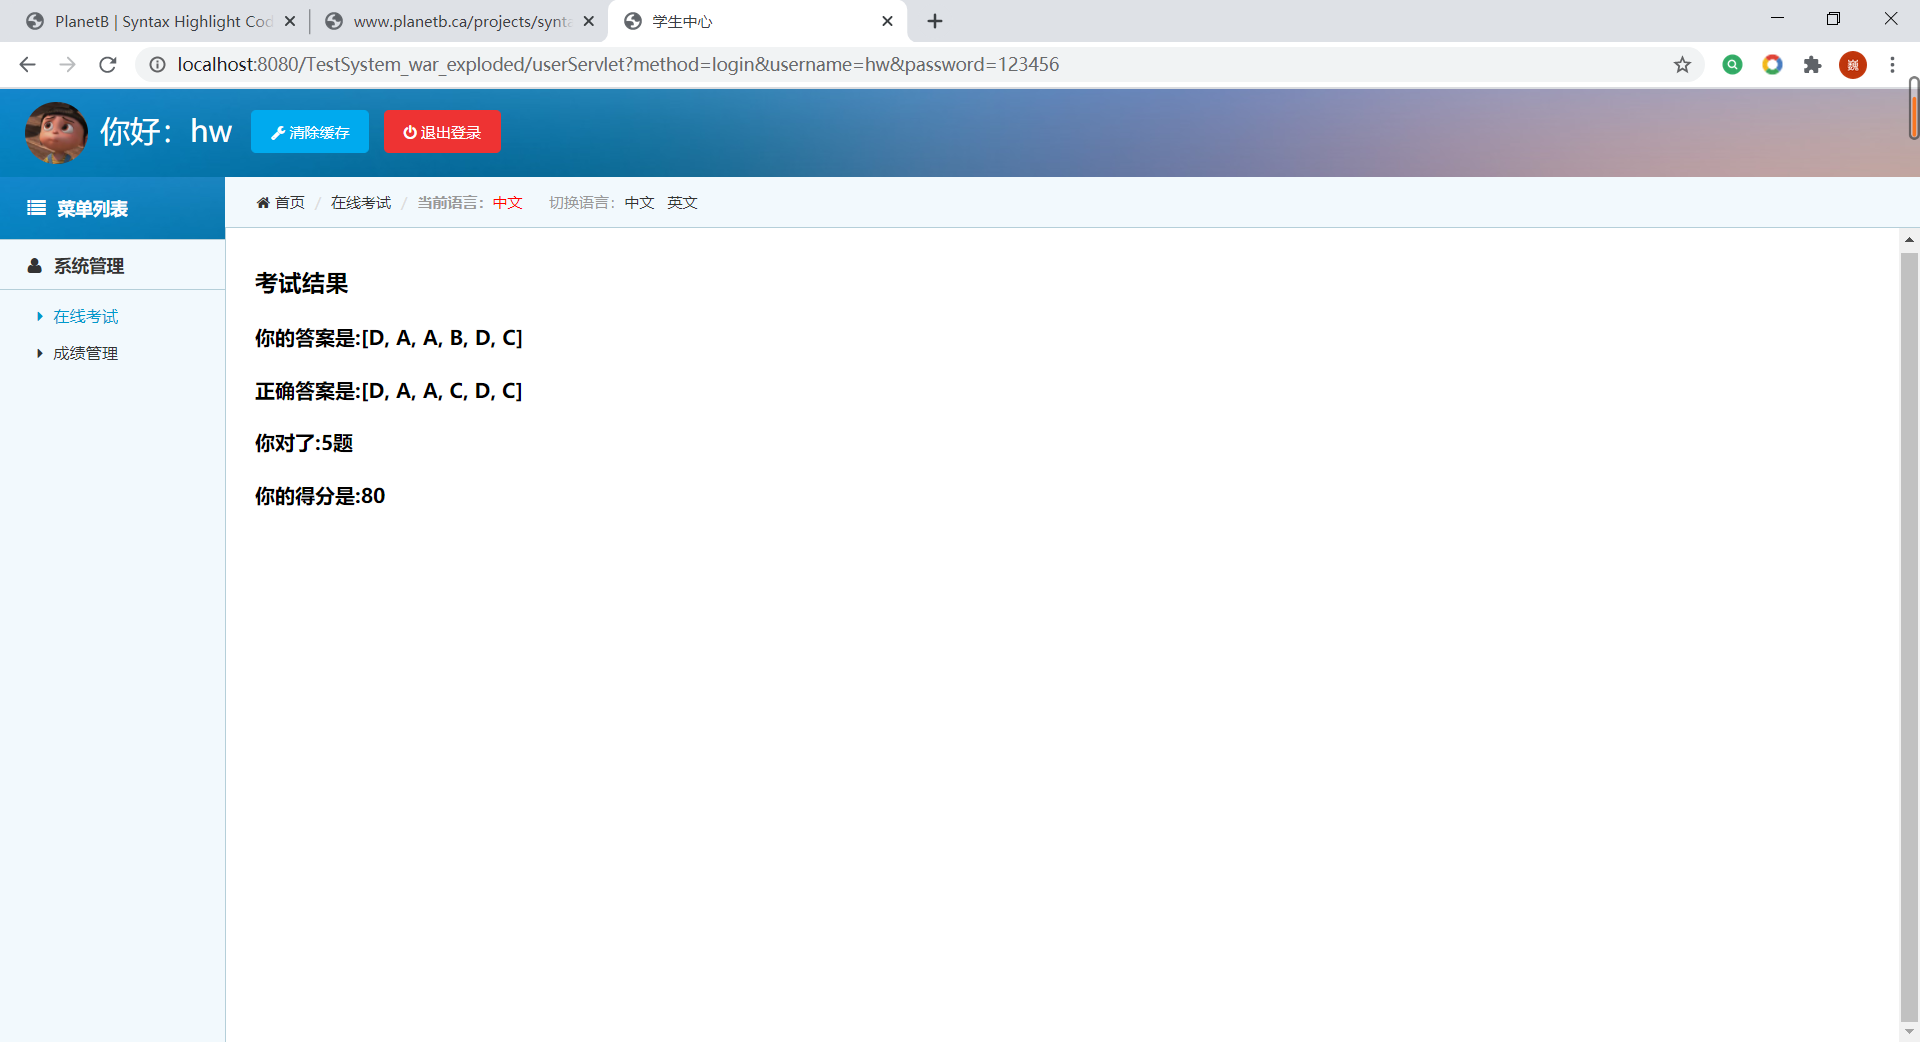 PlanetB | Syntax Highlight Cod
www.planetb.ca/projects/synta
学生中心
localhost:8080/TestSystem_war_exploded/userServlet?method=login&username=hw&password=123456
巍
你好：hw
清除缓存
退出登录
菜单列表
首页 / 在线考试 / 当前语言：中文 切换语言：中文 英文
系统管理
在线考试
成绩管理
考试结果
你的答案是:[D, A, A, B, D, C]
正确答案是:[D, A, A, C, D, C]
你对了:5题
你的得分是:80